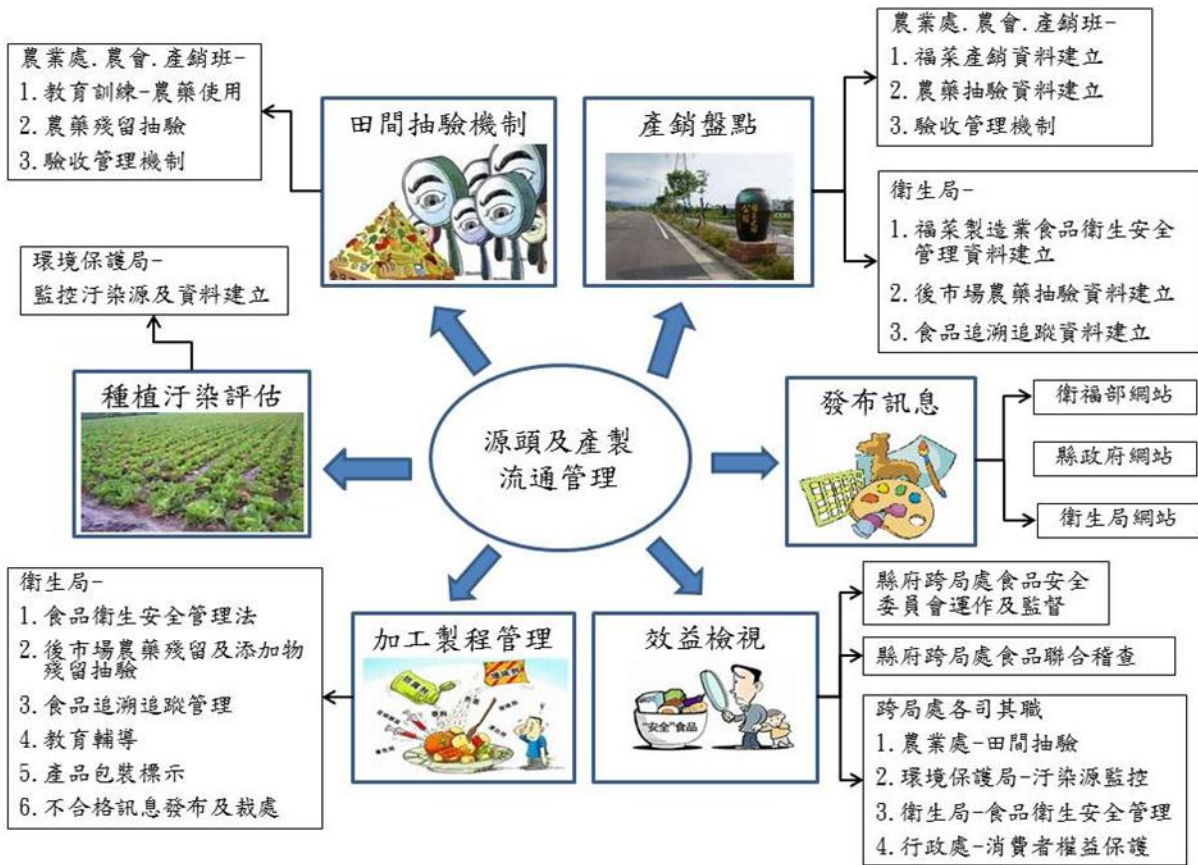 農業處.農會.產銷班-
1.教育訓練-農藥使用
2.農藥殘留抽驗
3.驗收管理機制
田間抽驗機制
產銷盤點
農業處.農會.產銷班-
1.福菜產銷資料建立
2.農藥抽驗資料建立
3.驗收管理機制
衛生局-
1.福菜製造業食品衛生安全
管理資料建立
2.後市場農藥抽驗資料建立
3.食品追溯追蹤資料建立
環境保護局-
監控汙染源及資料建立
種植汙染評估
源頭及產製
流通管理
發布訊息
衛福部網站
縣政府網站
衛生局網站
衛生局-
1.食品衛生安全管理法
2.後市場農藥殘留及添加物
殘留抽驗
3.食品追溯追蹤管理
4.教育輔導
5.產品包裝標示
6.不合格訊息發布及裁處
加工製程管理
效益檢視
"安全"食品
縣府跨局處食品安全
委員會運作及監督
縣府跨局處食品聯合稽查
跨局處各司其職
1.農業處-田間抽驗
2.環境保護局-汙染源監控
3.衛生局-食品衛生安全管理
4.行政處-消費者權益保護